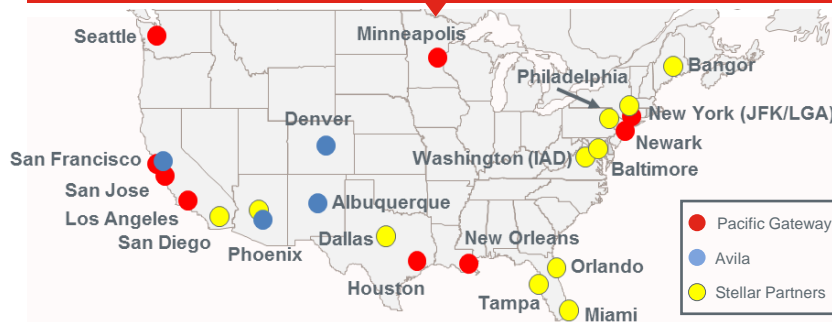 Seattle
Minneapolis
Philadelphia
Bangor
Denver
New York (JFK/LGA)
Newark
San Francisco
Washington (IAD)
Baltimore
San Jose
Los Angeles
Albuquerque
San Diego
Phoenix
Dallas
New Orleans
Houston
Orlando
Tampa
Miami
Pacific Gateway
Avila
Stellar Partners